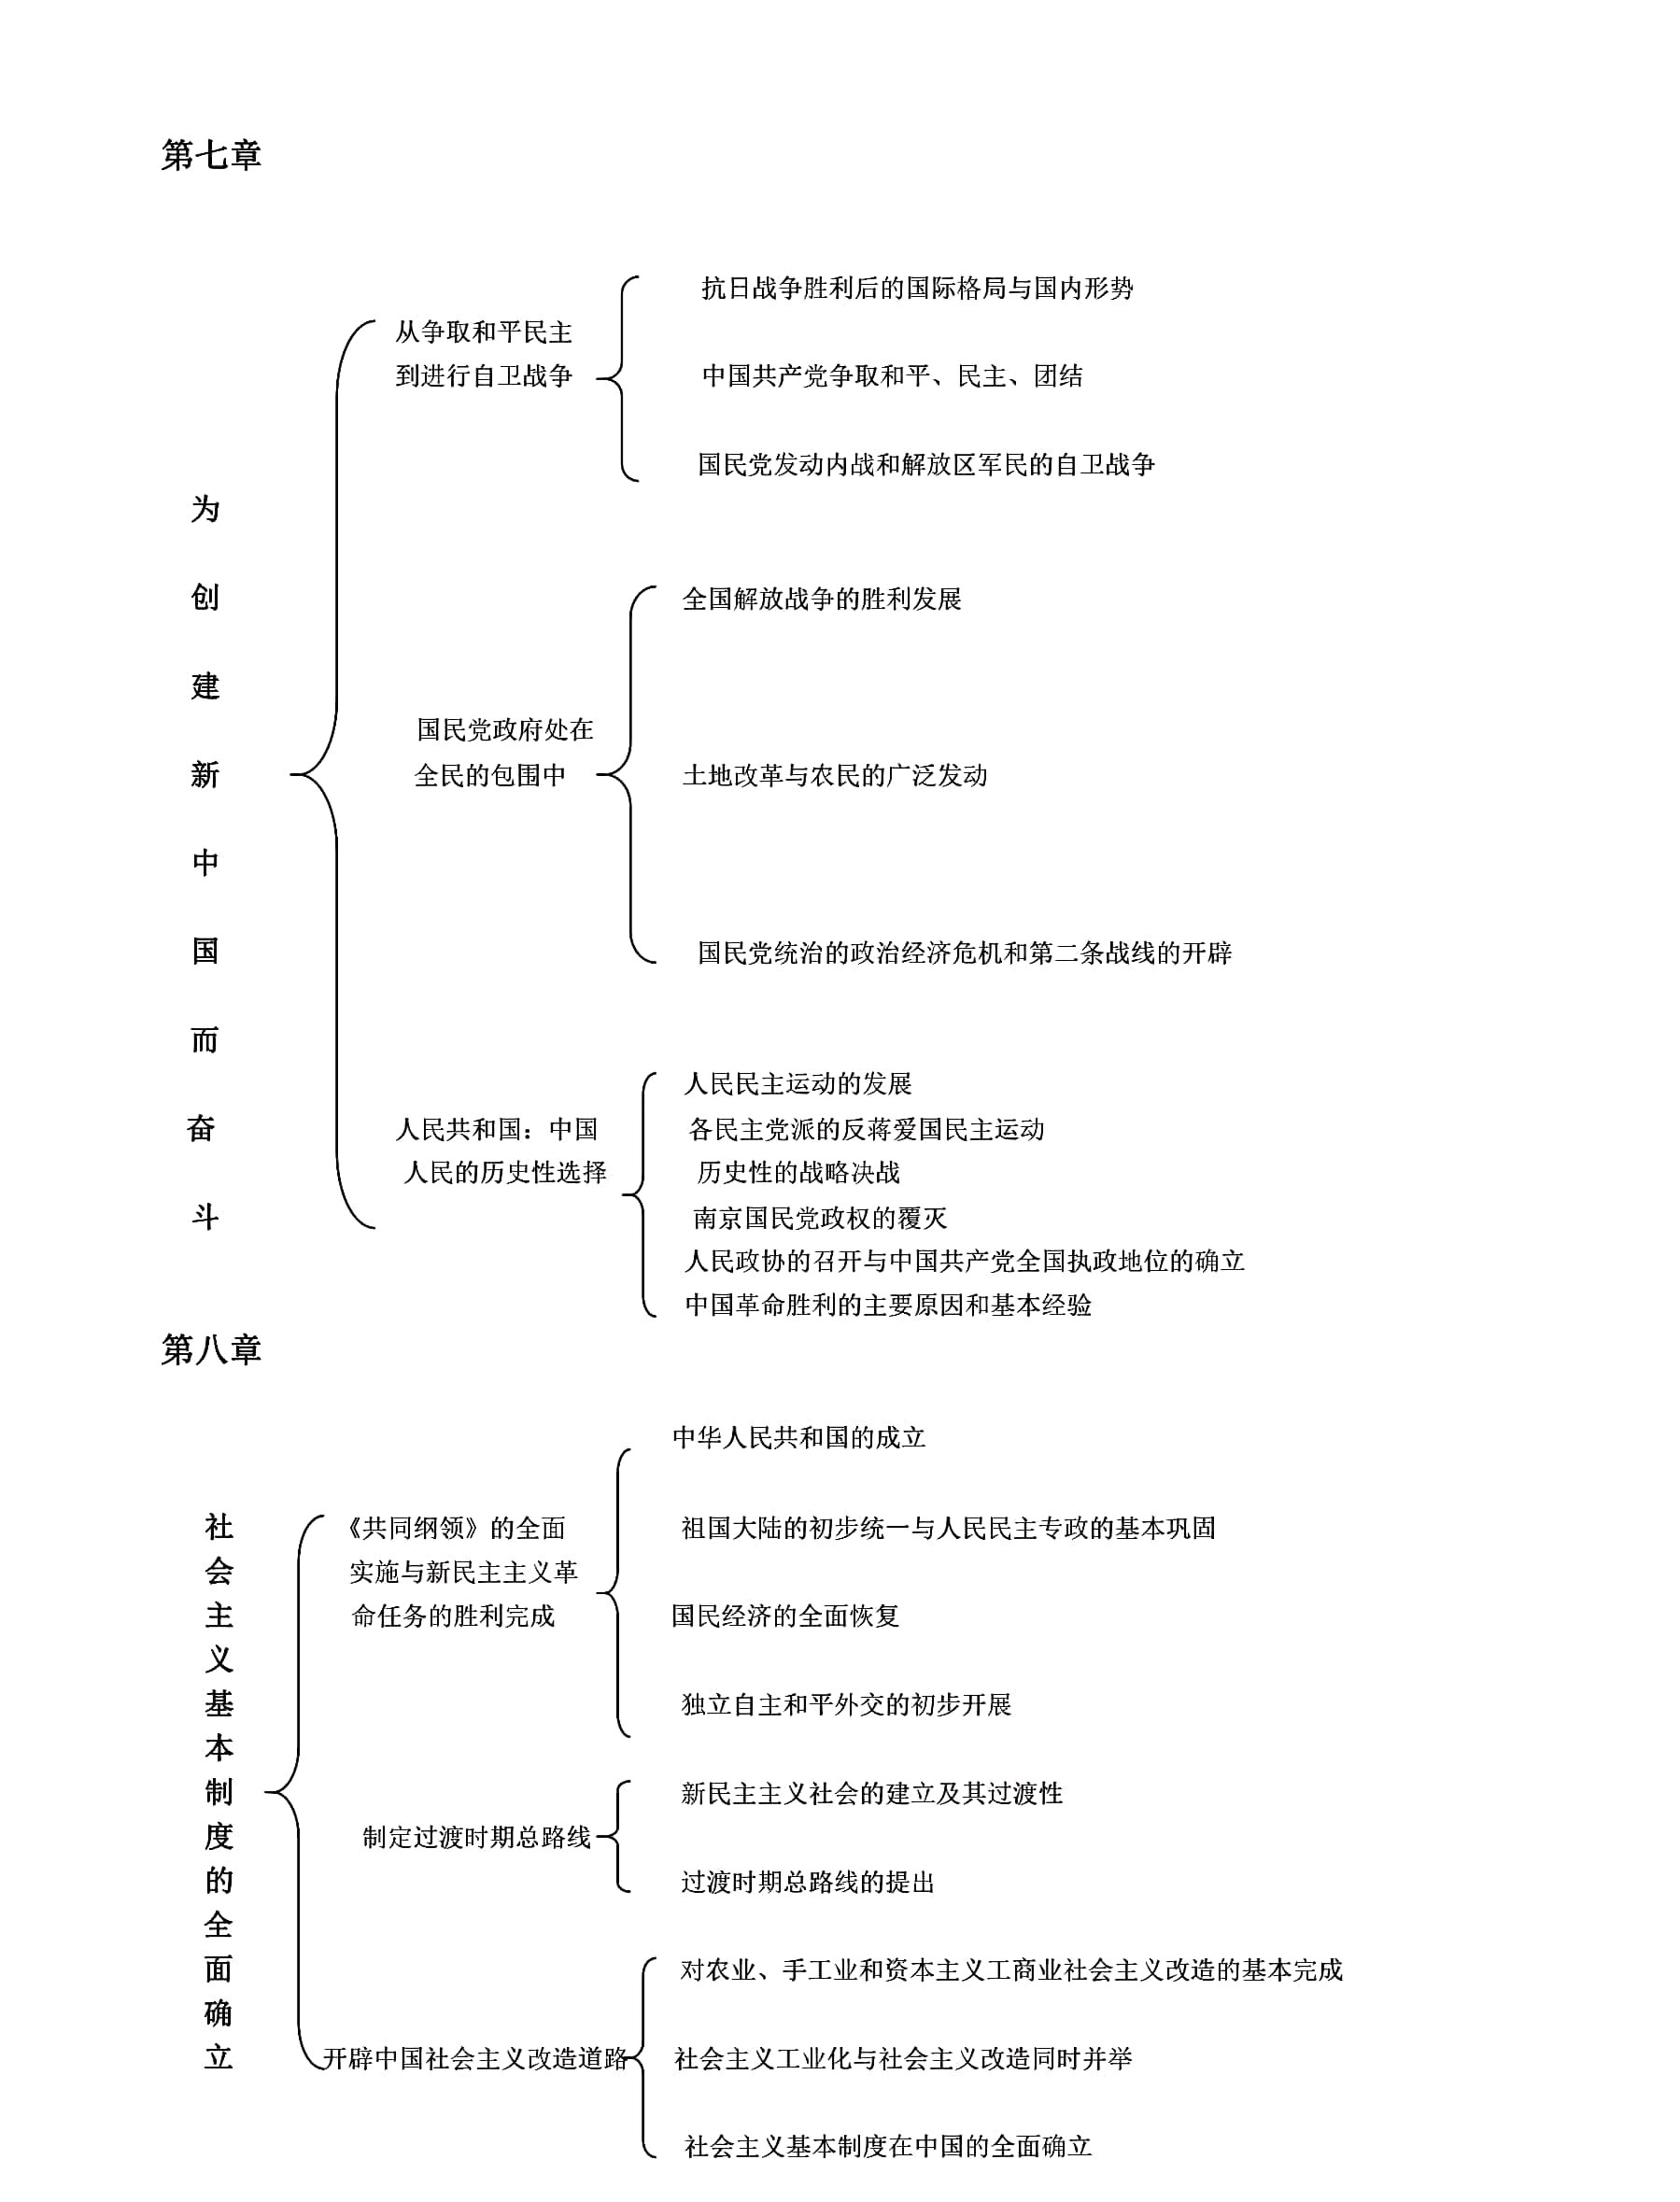 第七章
为创建新中国而奋斗
从争取和平民主
到进行自卫战争
抗日战争胜利后的国际格局与国内形势
中国共产党争取和平、民主、团结
国民党发动内战和解放区军民的自卫战争
国民党政府处在
全民的包围中
全国解放战争的胜利发展
土地改革与农民的广泛发动
国民党统治的政治经济危机和第二条战线的开辟
人民共和国：中国
人民的历史性选择
人民民主运动的发展
各民主党派的反蒋爱国民主运动
历史性的战略决战
南京国民党政权的覆灭
人民政协的召开与中国共产党全国执政地位的确立
中国革命胜利的主要原因和基本经验
第八章
社会主义基本制度的全面确立
《共同纲领》的全面
实施与新民主主义革
命任务的胜利完成
中华人民共和国的成立
祖国大陆的初步统一与人民民主专政的基本巩固
国民经济的全面恢复
独立自主和平外交的初步开展
制定过渡时期总路线
新民主主义社会的建立及其过渡性
过渡时期总路线的提出
开辟中国社会主义改造道路
对农业、手工业和资本主义工商业社会主义改造的基本完成
社会主义工业化与社会主义改造同时并举
社会主义基本制度在中国的全面确立